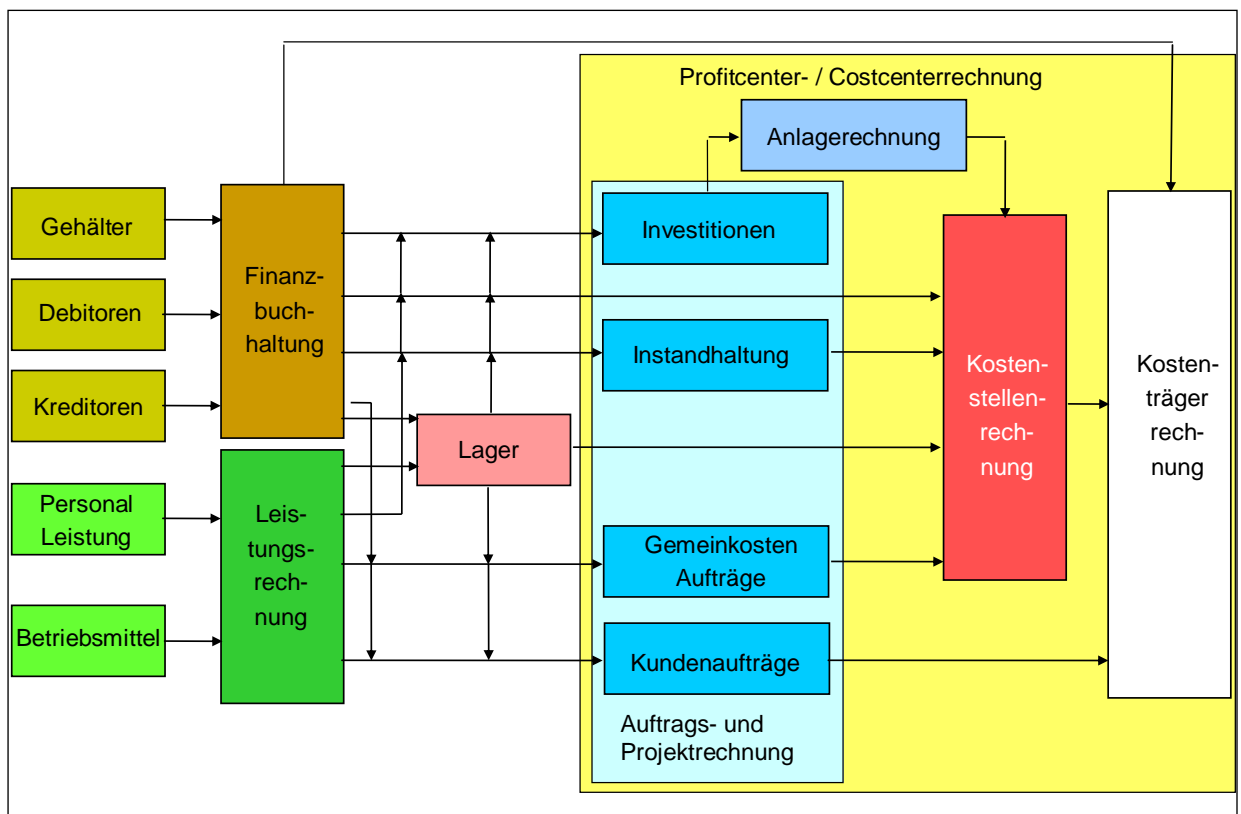 Profitcenter- / Costcenterrechnung
Anlagerechnung
Gehälter
Debitoren
Kreditoren
Personal
Leistung
Betriebsmittel
Finanz-
buch-
haltung
Leis-
tungs-
rech-
nung
Lager
Investitionen
Instandhaltung
Gemeinkosten
Aufträge
Kundenaufträge
Auftrags- und
Projektrechnung
Kosten-
stellen-
rech-
nung
Kosten-
träger
rech-
nung